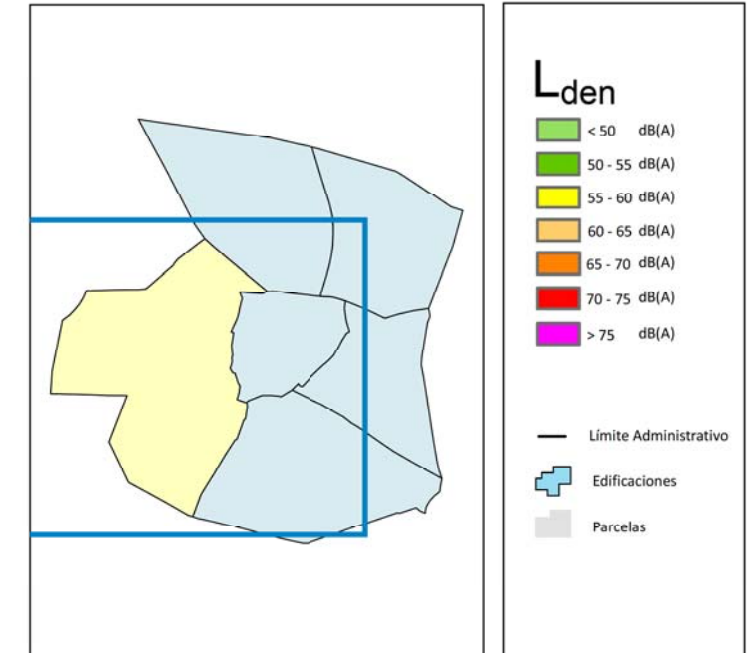 Lden
< 50 dB(A)
50 - 55 dB(A)
55 - 60 dB(A)
60 - 65 dB(A)
65 - 70 dB(A)
70 - 75 dB(A)
> 75 dB(A)
Límite Administrativo
Edificaciones
Parcelas